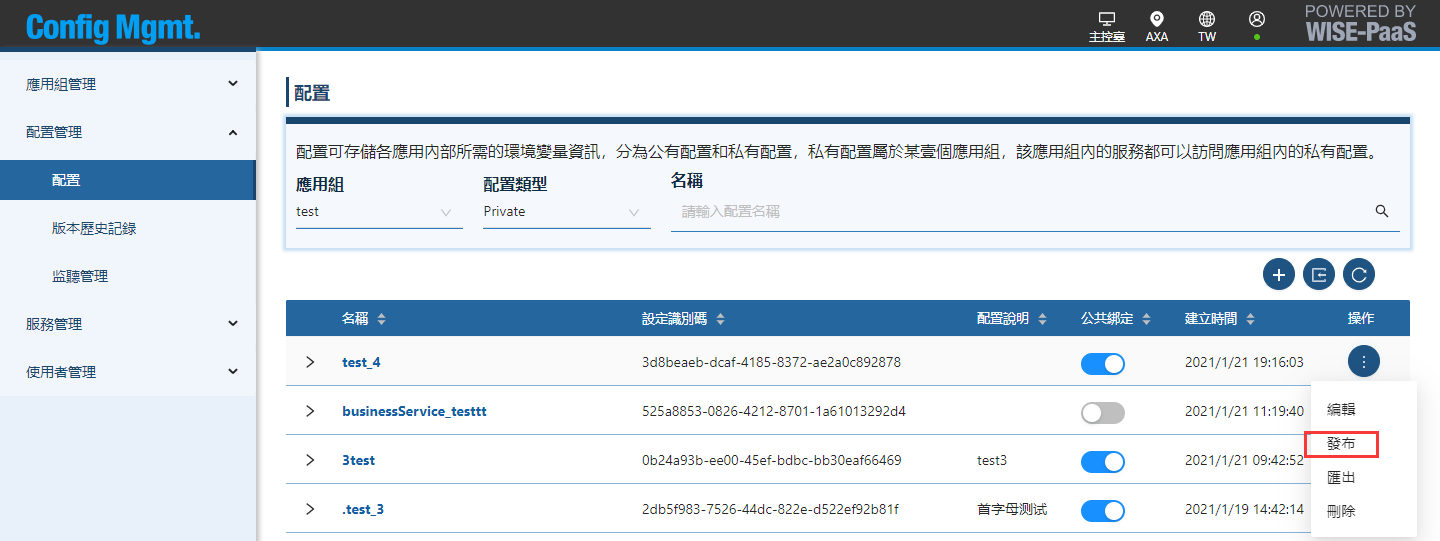 Config Mgmt.
主控臺
AXA
TW
POWERED BY
WISE-PaaS
應用組管理
配置管理
配置
版本歷史記錄
监聽管理
服務管理
使用者管理
配置
配置可存儲各應用內部所需的環境變量資訊，分為公有配置和私有配置，私有配置屬於某壹個應用組，該應用組內的服務都可以訪問應用組內的私有配置。
應用組 配置類型 名稱
test Private 請輸入配置名稱
名稱 設定識別碼 配置說明 公共綁定 建立時間 操作
test_4 3d8beaeb-dcaf-4185-8372-ae2a0c892878 2021/1/21 19:16:03
businessService_testtt 525a8853-0826-4212-8701-1a61013292d4 2021/1/21 11:19:40
3test 0b24a93b-ee00-45ef-bdbc-bb30eaf66469 test3 2021/1/21 09:42:52
.test_3 2db5f983-7526-44dc-822e-d522ef92b81f 首字母测试 2021/1/19 14:42:14
編輯
發布
匯出
刪除